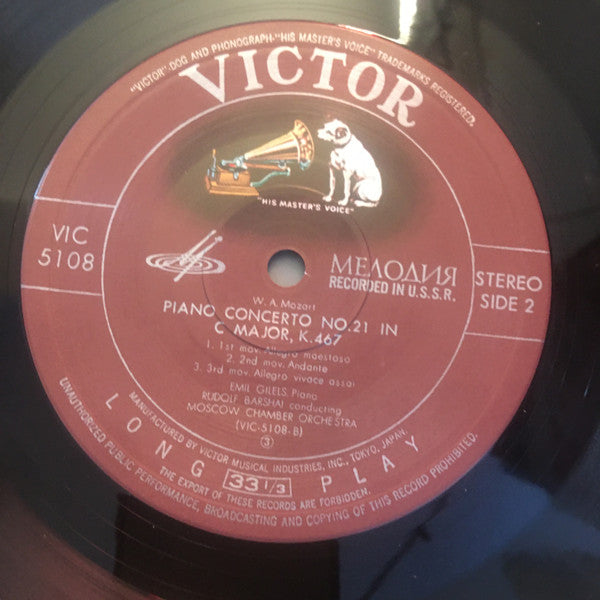 "VICTOR"-DOG AND PHONOGRAPH-"HIS MASTER'S VOICE" TRADEMARKS REGISTERED.
VICTOR
"HIS MASTER'S VOICE"
VIC
5108
МЕЛОДИЯ
RECORDED IN U.S.S.R.
STEREO
SIDE 2
W. A. Mozart
PIANO CONCERTO NO.21 IN
C MAJOR, K.467
1. 1st mov. Allegro maestoso
2. 2nd mov. Andante
3. 3rd mov. Allegro vivace assai
EMIL GILELS, Piano
RUDOLF BARSHAI conducting
MOSCOW CHAMBER ORCHESTRA
(VIC-5108-B)
③
MANUFACTURED BY VICTOR MUSICAL INDUSTRIES, INC., TOKYO, JAPAN.
LONG 33 1/3 PLAY
THE EXPORT OF THESE RECORDS ARE FORBIDDEN.
UNAUTHORIZED PUBLIC PERFORMANCE, BROADCASTING AND COPYING OF THIS RECORD PROHIBITED.